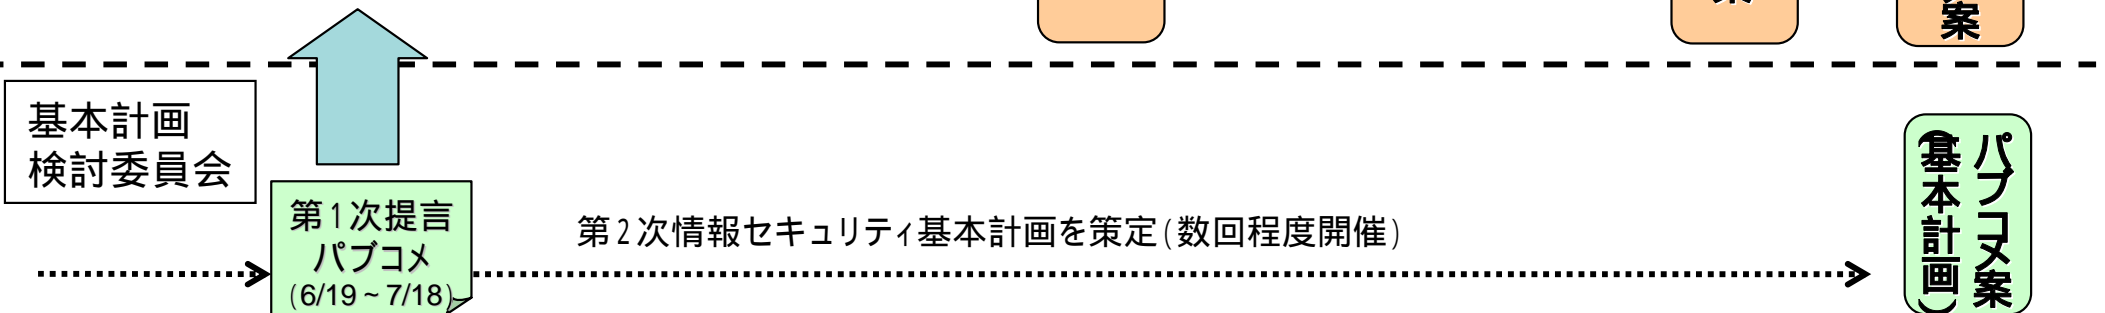 案
基本計画
検討委員会
第1次提言
パブコメ
(6/19~7/18)
第2次情報セキュリティ基本計画を策定(数回程度開催)
パブコメ案
(基本計画)